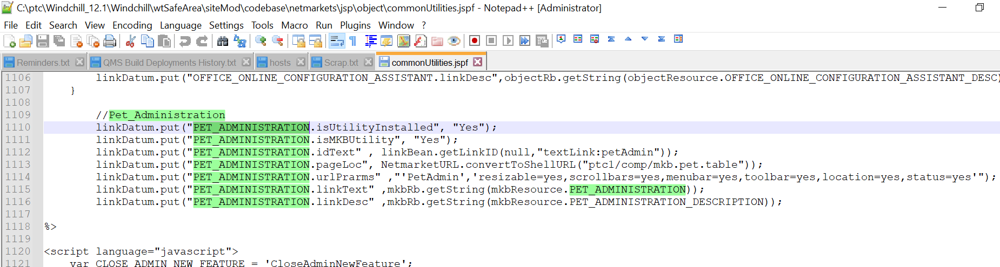 C:\ptc\Windchill_12.1\Windchill\wtSafeArea\siteMod\codebase\netmarkets\jsp\object\commonUtilities.jspf - Notepad++ [Administrator]
File Edit Search View Encoding Language Settings Tools Macro Run Plugins Window ?
Reminders.txt QMS Build Deployments History.txt hosts Scrap.txt commonUtilities.jspf
1106 linkDatum.put("OFFICE_ONLINE_CONFIGURATION_ASSISTANT.linkDesc",objectRb.getString(objectResource.OFFICE_ONLINE_CONFIGURATION_ASSISTANT_DESC)
1107 }
1108
1109 //Pet_Administration
1110 linkDatum.put("PET_ADMINISTRATION.isUtilityInstalled", "Yes");
1111 linkDatum.put("PET_ADMINISTRATION.isMKBUtility", "Yes");
1112 linkDatum.put("PET_ADMINISTRATION.idText" , linkBean.getLinkID(null,"textLink:petAdmin"));
1113 linkDatum.put("PET_ADMINISTRATION.pageLoc", NetmarketURL.convertToShellURL("ptc1/comp/mkb.pet.table"));
1114 linkDatum.put("PET_ADMINISTRATION.urlPrarms" ,"'PetAdmin','resizable=yes,scrollbars=yes,menubar=yes,toolbar=yes,location=yes,status=yes'");
1115 linkDatum.put("PET_ADMINISTRATION.linkText" ,mkbRb.getString(mkbResource.PET_ADMINISTRATION));
1116 linkDatum.put("PET_ADMINISTRATION.linkDesc" ,mkbRb.getString(mkbResource.PET_ADMINISTRATION_DESCRIPTION));
1117
1118 %>
1119
1120 <script language="javascript">
1121 var CLOSE_ADMIN_NEW_FEATURE = 'CloseAdminNewFeature';